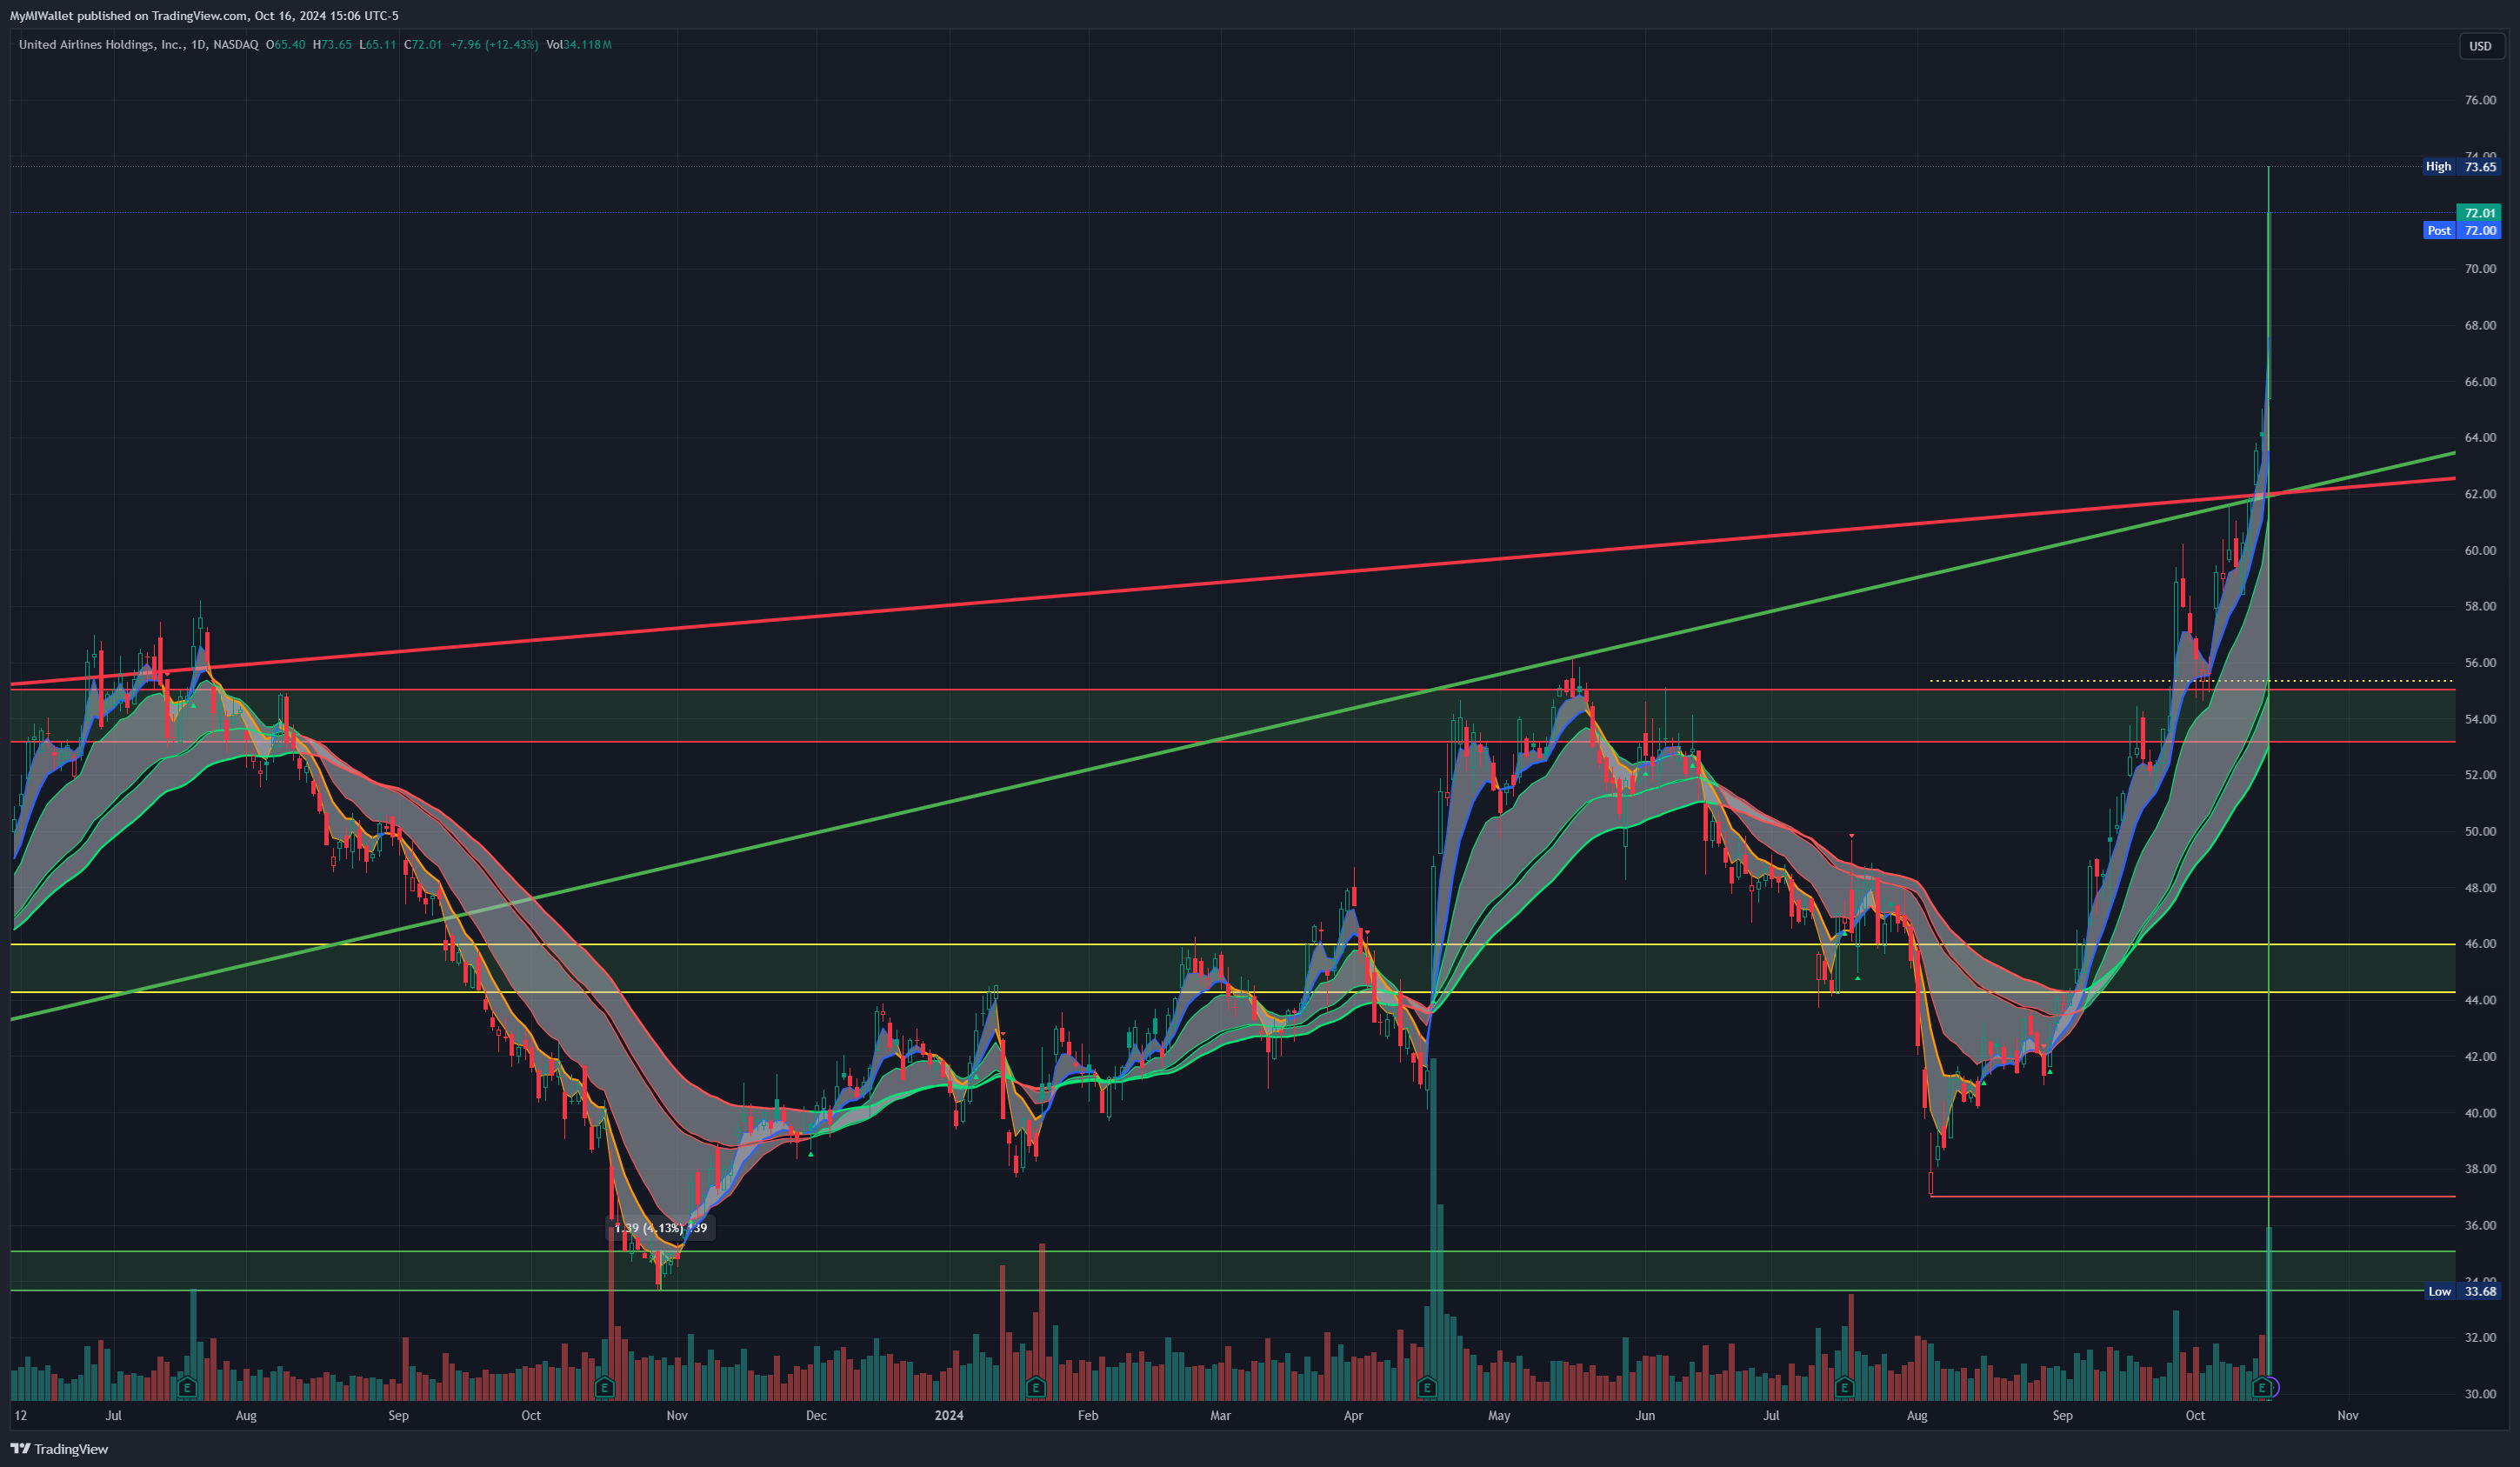 MyMIWallet published on TradingView.com, Oct 16, 2024 15:06 UTC-5
United Airlines Holdings, Inc., 1D, NASDAQ O65.40 H73.65 L65.11 C72.01 +7.96 (+12.43%) Vol34.118M
USD
76.00
74.00
High 73.65
72.01
Post 72.00
70.00
68.00
66.00
64.00
62.00
60.00
58.00
56.00
54.00
52.00
50.00
48.00
46.00
44.00
42.00
40.00
38.00
36.00
1.39 (4.13%) 139
34.00
Low 33.68
32.00
30.00
E E E E E E
12 Jul Aug Sep Oct Nov Dec 2024 Feb Mar Apr May Jun Jul Aug Sep Oct Nov
TradingView